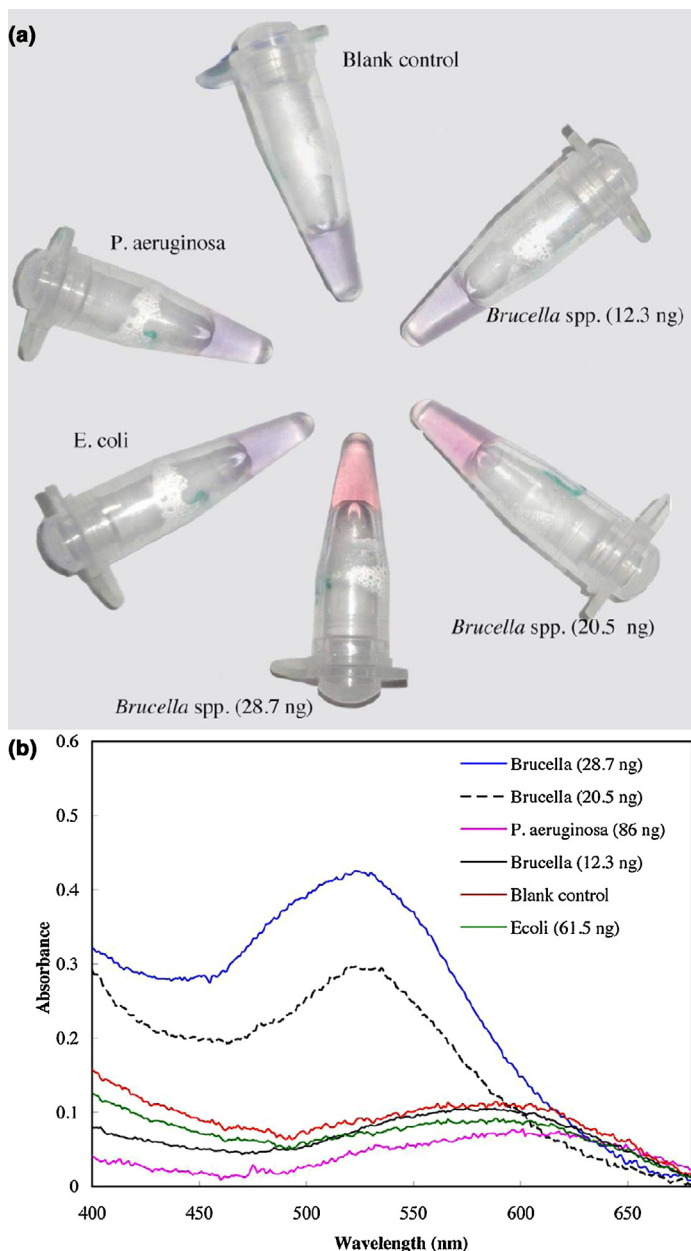 (a)
Blank control
P. aeruginosa
Brucella spp. (12.3 ng)
E. coli
Brucella spp. (20.5 ng)
Brucella spp. (28.7 ng)
(b)
0.6
0.5
0.4
0.3
0.2
0.1
0
Absorbance
Brucella (28.7 ng)
Brucella (20.5 ng)
P. aeruginosa (86 ng)
Brucella (12.3 ng)
Blank control
Ecoli (61.5 ng)
400 500 550 600 650
Wavelength (nm)